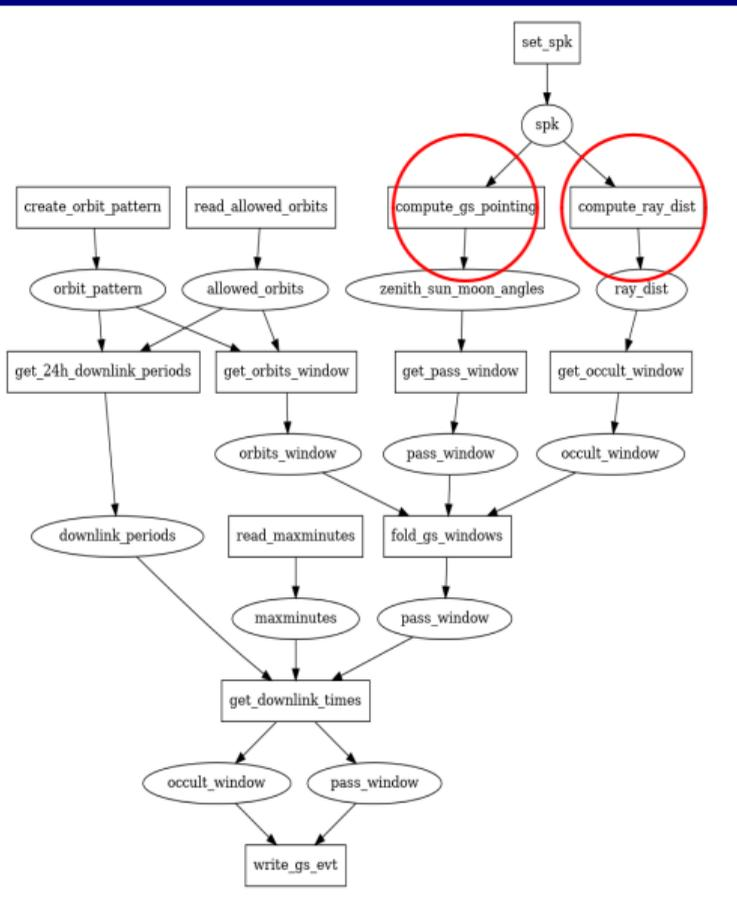 set_spk
spk
create_orbit_pattern
read_allowed_orbits
compute_gs_pointing
compute_ray_dist
orbit_pattern
allowed_orbits
zenith_sun_moon_angles
ray_dist
get_24h_downlink_periods
get_orbits_window
get_pass_window
get_occult_window
orbits_window
pass_window
occult_window
downlink_periods
read_maxminutes
fold_gs_windows
maxminutes
pass_window
get_downlink_times
occult_window
pass_window
write_gs_evt